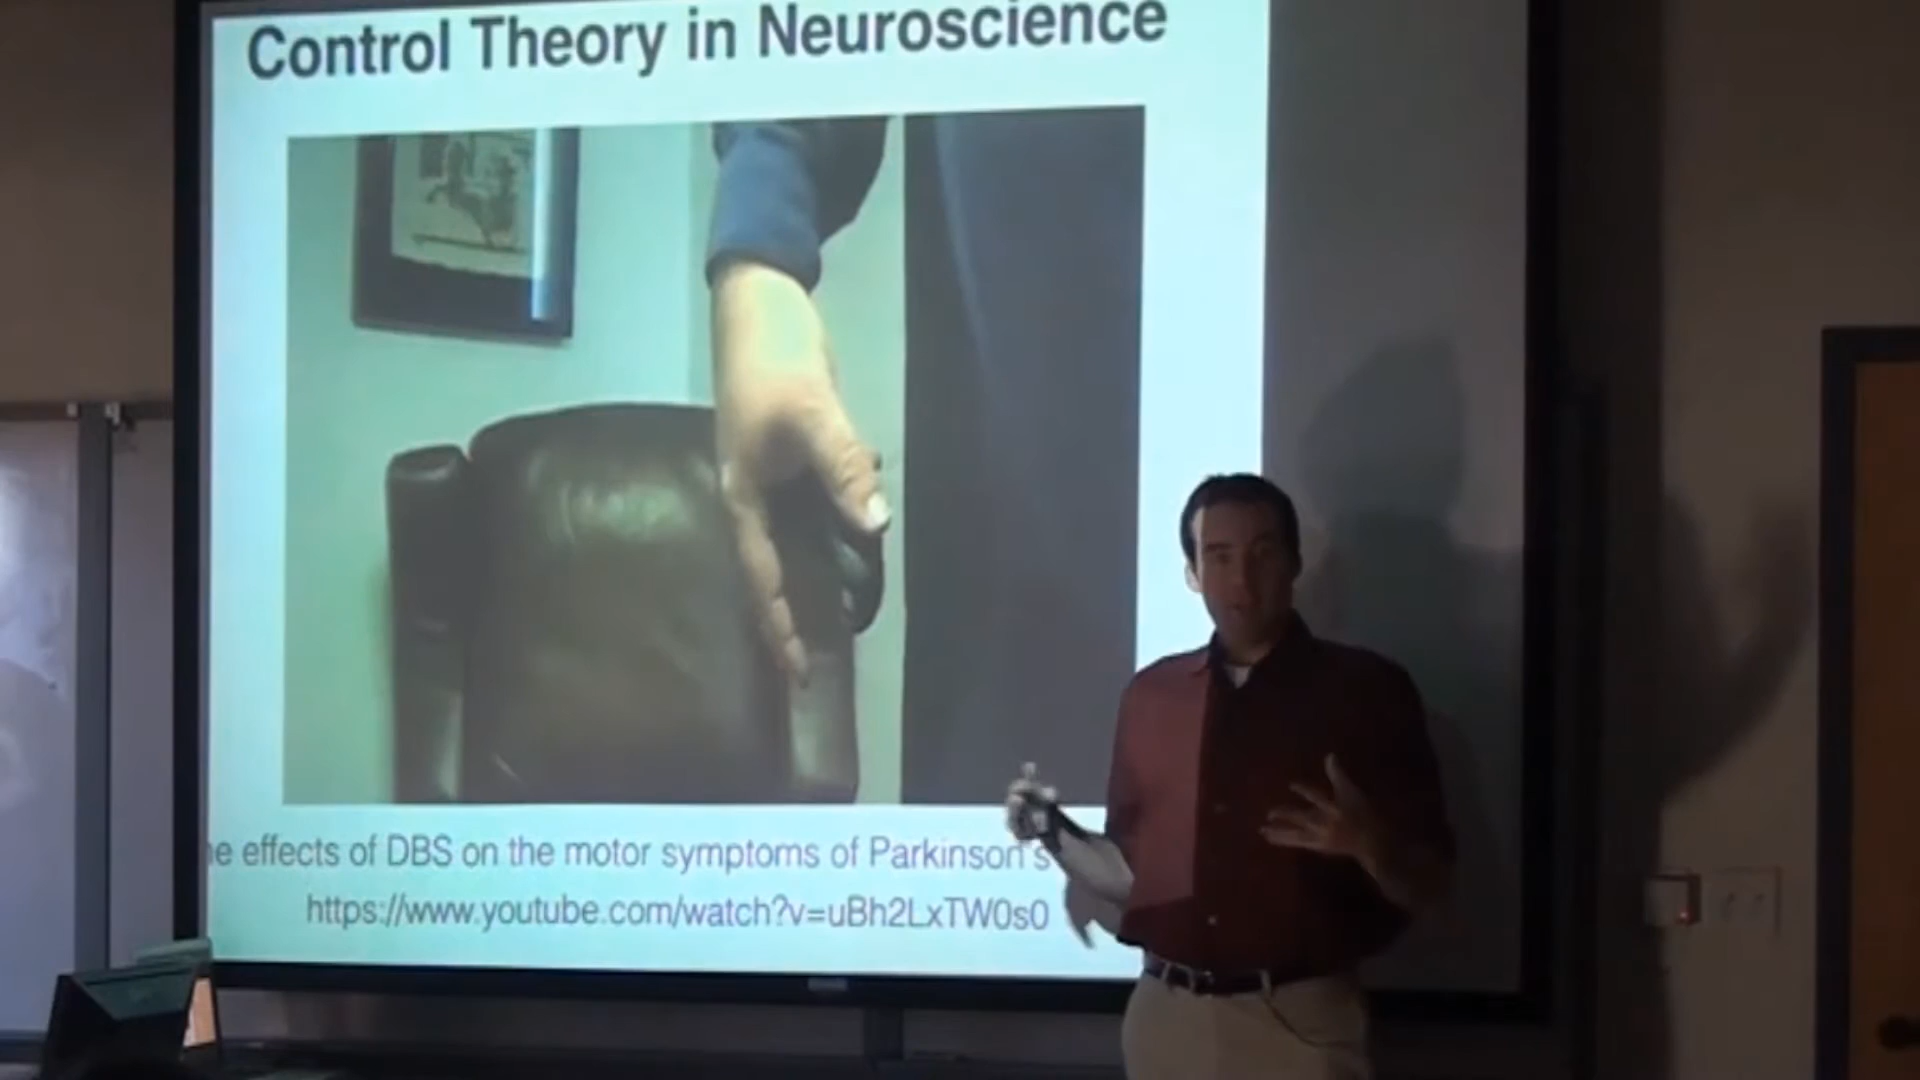 Control Theory in Neuroscience
effects of DBS on the motor symptoms of Parkinson's
https://www.youtube.com/watch?v=uBh2LxTW0s0